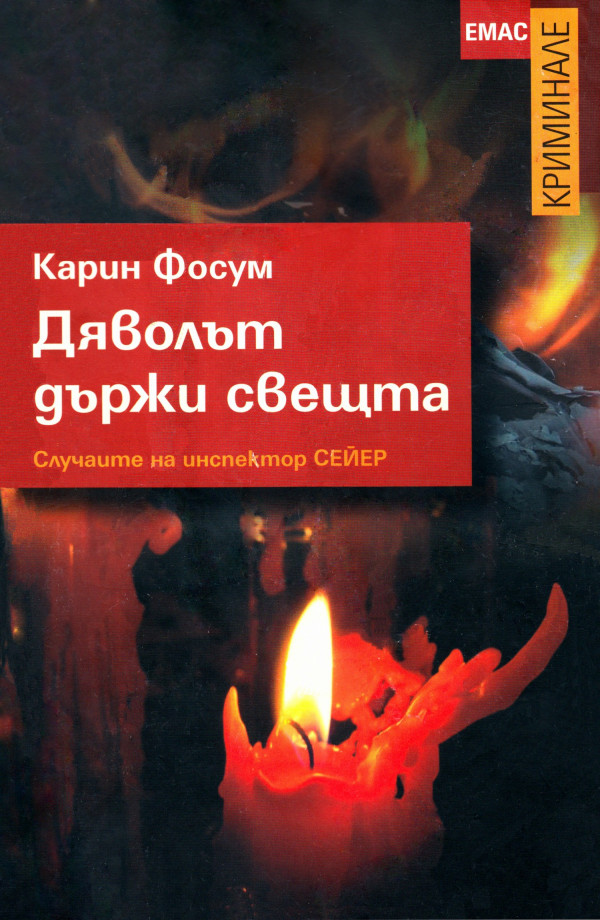 ЕМАС
КРИМИНАЛЕ
Карин Фосум
Дяволът
държи свещта
Случаите на инспектор СЕЙЕР